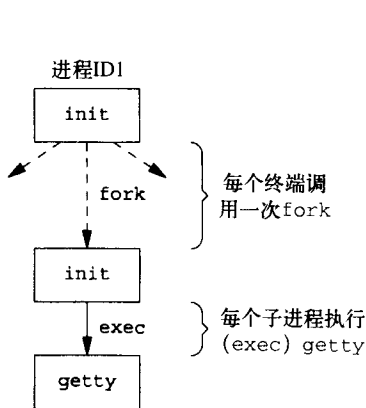 进程ID1
init
fork
每个终端调
用一次fork
init
exec
每个子进程执行
(exec) getty
getty